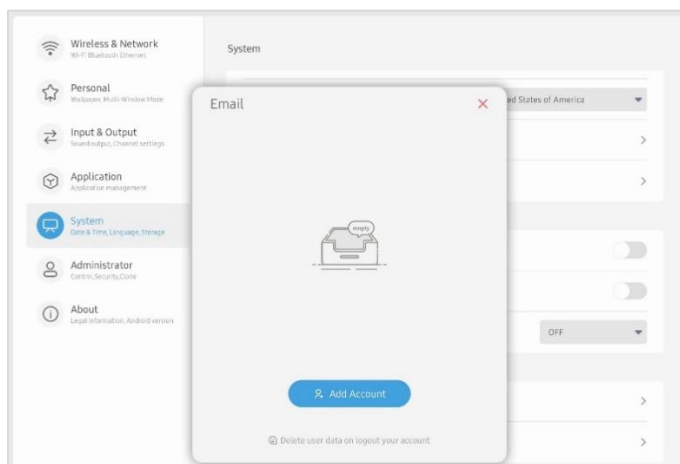 Wireless & Network
Wi-Fi Bluetooth Ethernet
Personal
Wallpaper, Multi-Window Mode
Input & Output
Sound output, Channel settings
Application
Application management
System
Date & Time, Language, Storage
Administrator
Control, Security, Clone
About
Legal information, Android version
System
ed States of America
OFF
Email
empty
Add Account
Delete user data on logout your account